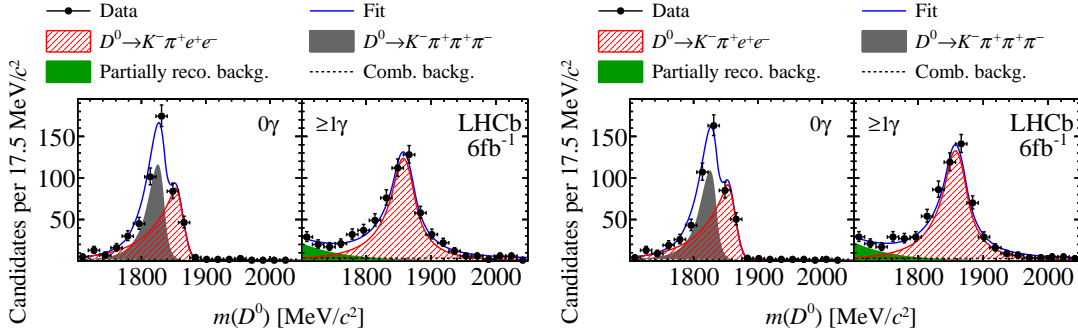 Data
Fit
D⁰→K⁻π⁺e⁺e⁻
D⁰→K⁻π⁺π⁺π⁻
Partially reco. backg.
Comb. backg.
Candidates per 17.5 MeV/c²
150
100
50
0γ
≥1γ
LHCb
6fb⁻¹
1800 1900 2000 1800 1900 2000
m(D⁰) [MeV/c²]
Data
Fit
D⁰→K⁻π⁺e⁺e⁻
D⁰→K⁻π⁺π⁺π⁻
Partially reco. backg.
Comb. backg.
Candidates per 17.5 MeV/c²
150
100
50
0γ
≥1γ
LHCb
6fb⁻¹
1800 1900 2000 1800 1900 2000
m(D⁰) [MeV/c²]